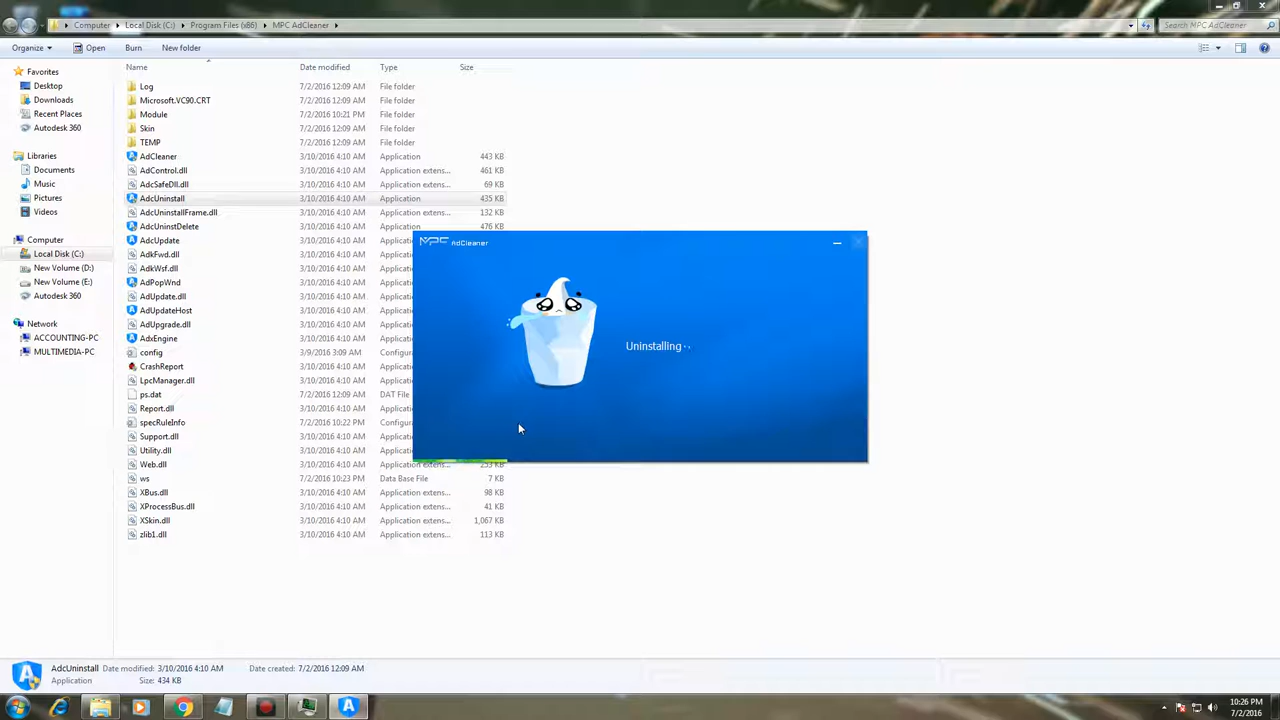 Computer ▸ Local Disk (C:) ▸ Program Files (x86) ▸ MPC AdCleaner ▸ Search MPC AdCleaner
Organize Open Burn New folder
Name Date modified Type Size
Favorites
Desktop
Downloads
Recent Places
Autodesk 360
Libraries
Documents
Music
Pictures
Videos
Computer
Local Disk (C:)
New Volume (D:)
New Volume (E:)
Autodesk 360
Network
ACCOUNTING-PC
MULTIMEDIA-PC
Log 7/2/2016 12:09 AM File folder
Microsoft.VC90.CRT 7/2/2016 12:09 AM File folder
Module 7/2/2016 10:21 PM File folder
Skin 7/2/2016 12:09 AM File folder
TEMP 7/2/2016 12:09 AM File folder
AdCleaner 3/10/2016 4:10 AM Application 443 KB
AdControl.dll 3/10/2016 4:10 AM Application extens... 461 KB
AdcSafeDll.dll 3/10/2016 4:10 AM Application extens... 69 KB
AdcUninstall 3/10/2016 4:10 AM Application 435 KB
AdcUninstallFrame.dll 3/10/2016 4:10 AM Application extens... 132 KB
AdcUninstDelete 3/10/2016 4:10 AM Application 476 KB
AdcUpdate 3/10/2016 4:10 AM Applicatio
AdkFwd.dll 3/10/2016 4:10 AM Applicatio
AdkWsf.dll 3/10/2016 4:10 AM Applicatio
AdPopWnd 3/10/2016 4:10 AM Applicatio
AdUpdate.dll 3/10/2016 4:10 AM Applicatio
AdUpdateHost 3/10/2016 4:10 AM Applicatio
AdUpgrade.dll 3/10/2016 4:10 AM Applicatio
AdxEngine 3/10/2016 4:10 AM Applicatio
config 3/9/2016 3:09 AM Configura
CrashReport 3/10/2016 4:10 AM Applicatio
LpcManager.dll 3/10/2016 4:10 AM Applicatio
ps.dat 7/2/2016 12:09 AM DAT File
Report.dll 3/10/2016 4:10 AM Applicatio
specRuleInfo 7/2/2016 10:22 PM Configura
Support.dll 3/10/2016 4:10 AM Applicatio
Utility.dll 3/10/2016 4:10 AM Applicatio
Web.dll 3/10/2016 4:10 AM Application extens... 253 KB
ws 7/2/2016 10:23 PM Data Base File 7 KB
XBus.dll 3/10/2016 4:10 AM Application extens... 98 KB
XProcessBus.dll 3/10/2016 4:10 AM Application extens... 41 KB
XSkin.dll 3/10/2016 4:10 AM Application extens... 1,067 KB
zlib1.dll 3/10/2016 4:10 AM Application extens... 113 KB
MPC AdCleaner
Uninstalling
AdcUninstall Date modified: 3/10/2016 4:10 AM Date created: 7/2/2016 12:09 AM
Application Size: 434 KB
10:26 PM
7/2/2016